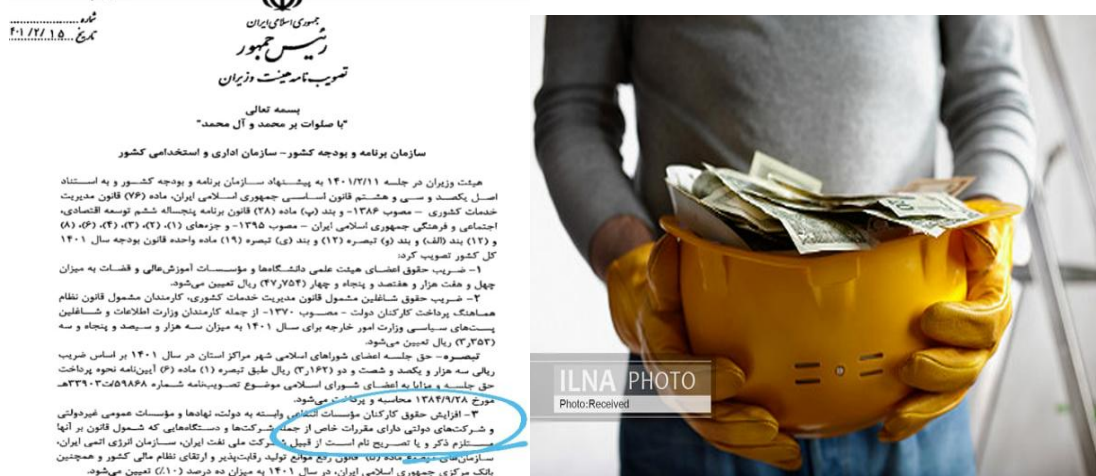 جمهوری اسلامی ایران
رئیس جمهور
تصویب نامه هیئت وزیران
شماره
تاریخ ۴۰۱/۲/۱۵
بسمه تعالی
"با صلوات بر محمد و آل محمد"
سازمان برنامه و بودجه کشور – سازمان اداری و استخدامی کشور
هیئت وزیران در جلسه ۱۴۰۱/۲/۱۱ به پیشنهاد سازمان برنامه و بودجه کشور و به استناد
اصل یکصد و سی و هشتم قانون اساسی جمهوری اسلامی ایران، ماده (۷۶) قانون مدیریت
خدمات کشوری – مصوب ۱۳۸۶- و بند (پ) ماده (۲۸) قانون برنامه پنجساله ششم توسعه اقتصادی،
اجتماعی و فرهنگی جمهوری اسلامی ایران – مصوب ۱۳۹۵- و جزءهای (۱)، (۲)، (۳)، (۴)، (۶)، (۸)
و (۱۲) بند (الف) و بند (و) تبصره (۱۲) و بند (ی) تبصره (۱۹) ماده واحده قانون بودجه سال ۱۴۰۱
کل کشور تصویب کرد:
۱- ضریب حقوق اعضای هیئت علمی دانشگاهها و مؤسسات آموزش‌عالی و قضات به میزان
چهل و هفت هزار و هفتصد و پنجاه و چهار (۴۷٫۷۵۴) ریال تعیین می‌شود.
۲- ضریب حقوق شاغلین مشمول قانون مدیریت خدمات کشوری، کارمندان مشمول قانون نظام
هماهنگ پرداخت کارکنان دولت – مصوب ۱۳۷۰- از جمله کارمندان وزارت اطلاعات و شاغلین
پست‌های سیاسی وزارت امور خارجه برای سال ۱۴۰۱ به میزان سه هزار و سیصد و پنجاه و سه
(۳٫۳۵۳) ریال تعیین می‌شود.
تبصره– حق جلسه اعضای شوراهای اسلامی شهر مراکز استان در سال ۱۴۰۱ بر اساس ضریب
ریالی سه هزار و یکصد و شصت و دو (۳٫۱۶۲) ریال طبق تبصره (۱) ماده (۶) آیین‌نامه نحوه پرداخت
حق جلسه و مزایا به اعضای شورای اسلامی موضوع تصویب‌نامه شماره ۵۹۸۶۸/ت۳۳۹۰۳هـ
مورخ ۱۳۸۴/۹/۲۸ محاسبه و پرداخت می‌شود.
۳- افزایش حقوق کارکنان مؤسسات انتفاعی وابسته به دولت، نهادها و مؤسسات عمومی غیردولتی
و شرکت‌های دولتی دارای مقررات خاص از جمله شرکت‌ها و دستگاه‌هایی که شمول قانون بر آنها
مستلزم ذکر و یا تصریح نام است از قبیل شرکت ملی نفت ایران، سازمان انرژی اتمی ایران،
سازمان‌های موضوع ماده قانون رفع موانع تولید رقابت‌پذیر و ارتقای نظام مالی کشور و همچنین
بانک مرکزی جمهوری اسلامی ایران، در سال ۱۴۰۱ به میزان ده درصد (۱۰٪) تعیین می‌شود.
ILNA PHOTO
Photo:Received